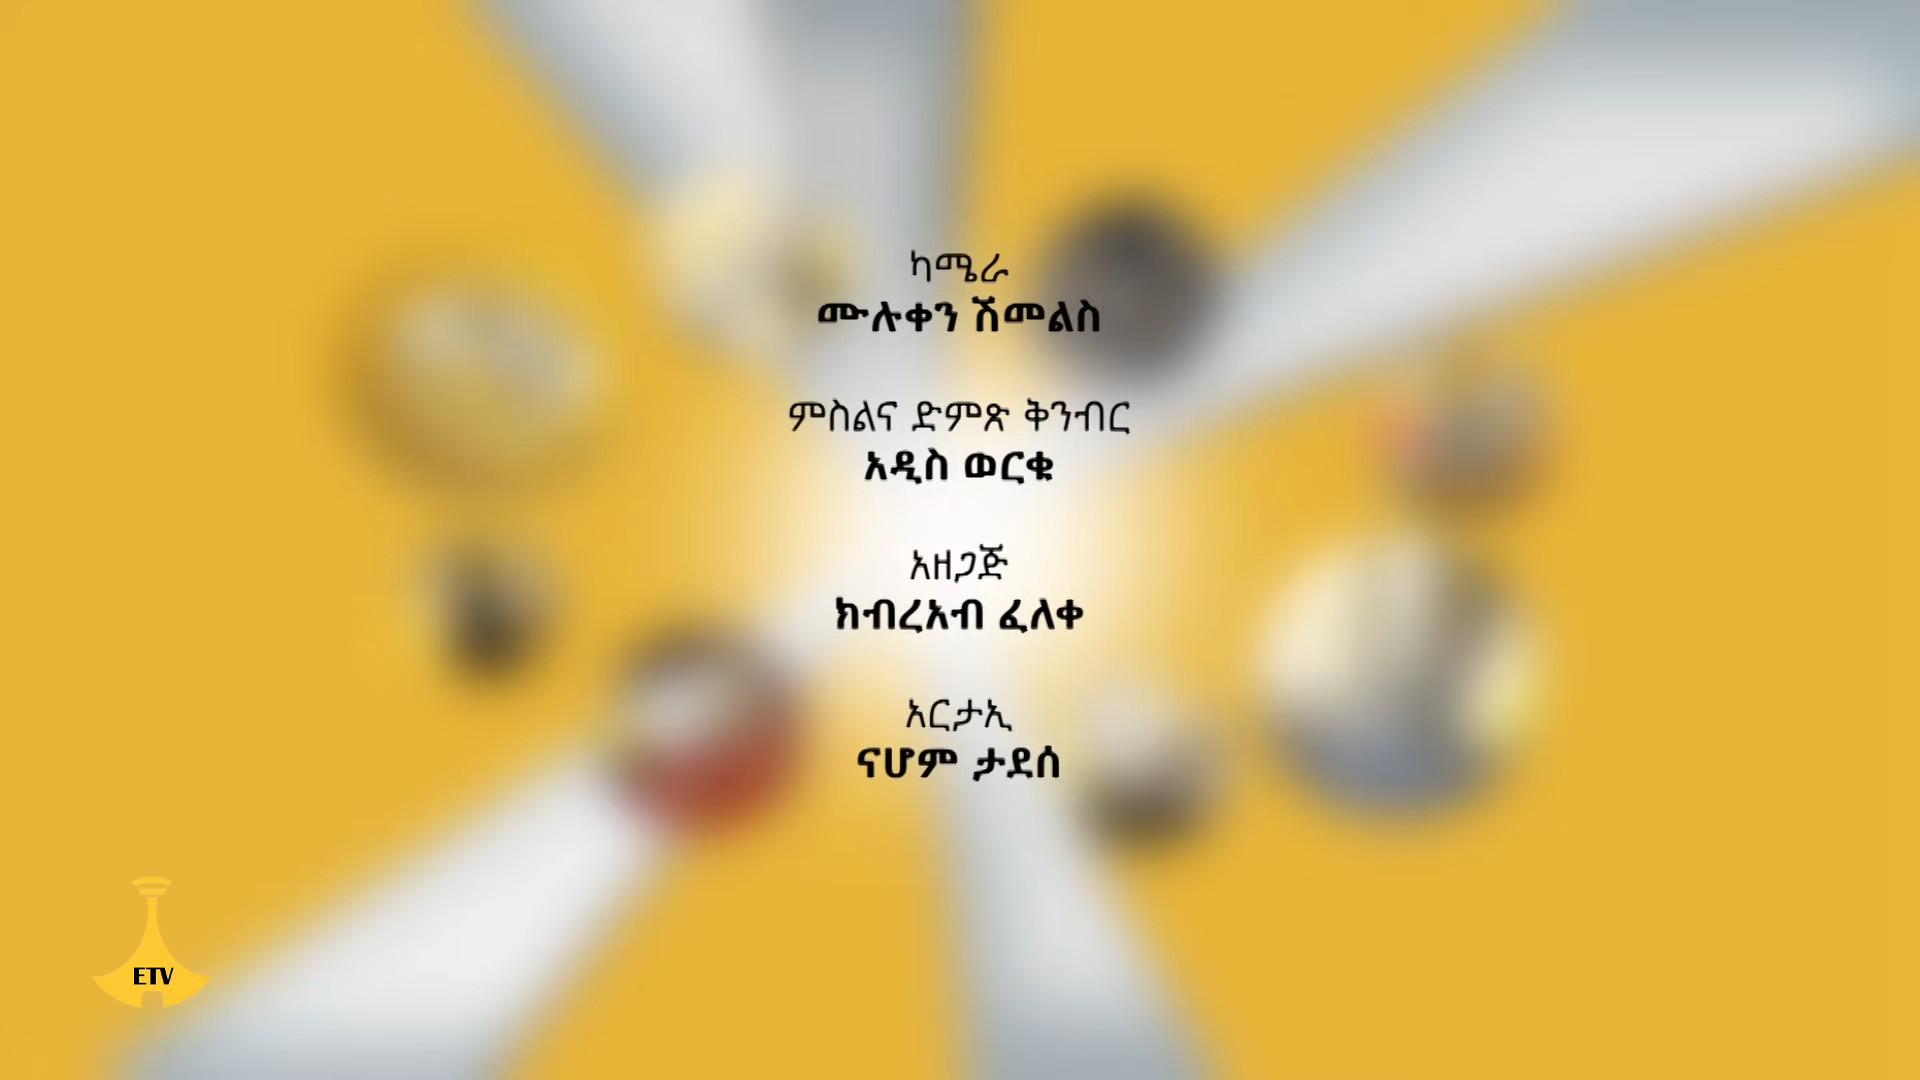 ካሜራ
ሙሉቀን ሽመልስ
ምስልና ድምጽ ቅንብር
አዲስ ወርቁ
አዘጋጅ
ክብረአብ ፈለቀ
አርታኢ
ናሆም ታደሰ
ETV